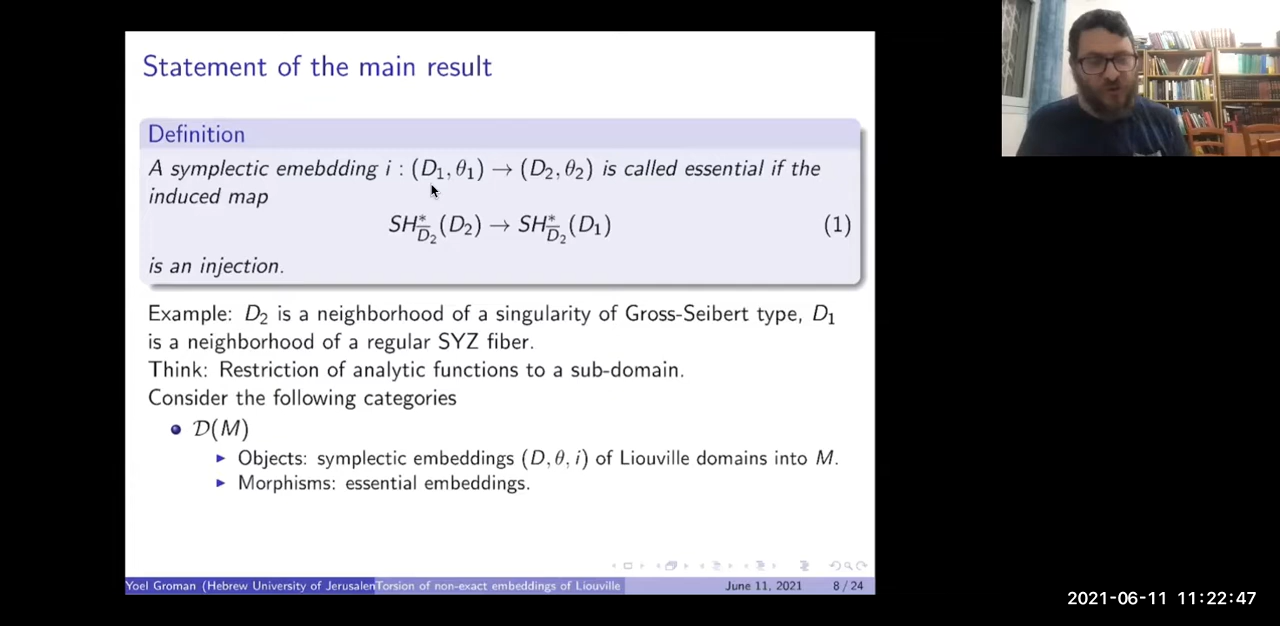 Statement of the main result
Definition
A symplectic emebdding i : (D₁, θ₁) → (D₂, θ₂) is called essential if the
induced map
SH*_{\overline{D₂}}(D₂) → SH*_{\overline{D₂}}(D₁) (1)
is an injection.
Example: D₂ is a neighborhood of a singularity of Gross-Seibert type, D₁
is a neighborhood of a regular SYZ fiber.
Think: Restriction of analytic functions to a sub-domain.
Consider the following categories
• 𝒟(M)
▶ Objects: symplectic embeddings (D, θ, i) of Liouville domains into M.
▶ Morphisms: essential embeddings.
Yoel Groman (Hebrew University of Jerusalen Torsion of non-exact embeddings of Liouville June 11, 2021 8 / 24
2021-06-11 11:22:47